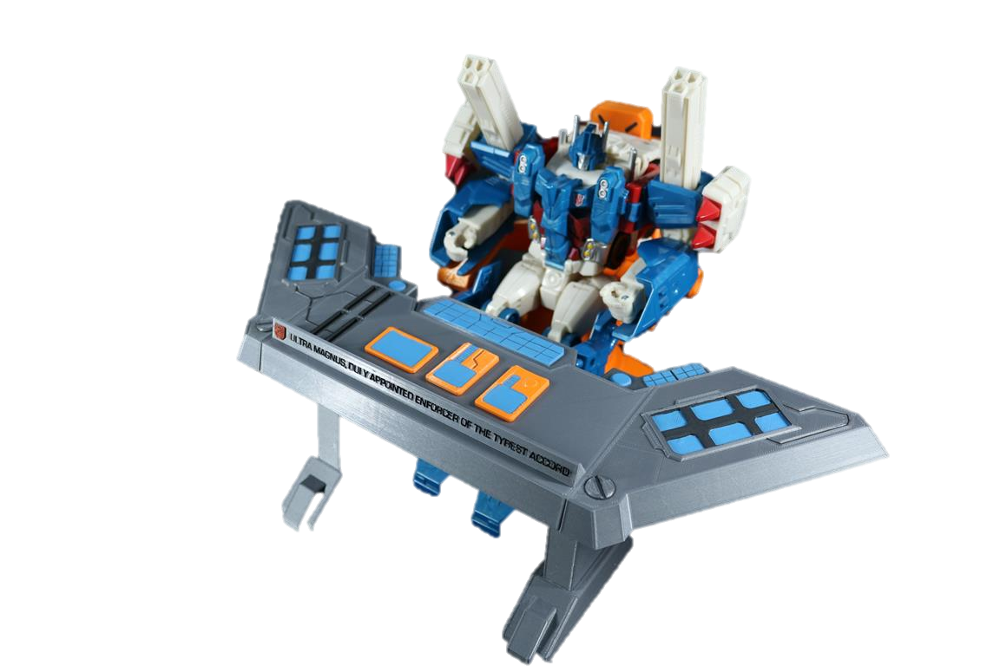 ULTRA MAGNUS, DULY APPOINTED ENFORCER OF THE TYREST ACCORD